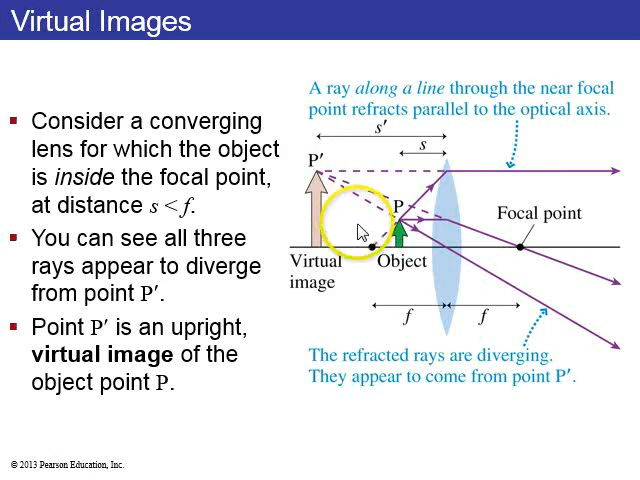 Virtual Images
▪ Consider a converging
lens for which the object
is inside the focal point,
at distance s < f.
▪ You can see all three
rays appear to diverge
from point P′.
▪ Point P′ is an upright,
virtual image of the
object point P.
A ray along a line through the near focal
point refracts parallel to the optical axis.
s′
s
P′
P
Focal point
Virtual
image
Object
f
f
The refracted rays are diverging.
They appear to come from point P′.
© 2013 Pearson Education, Inc.